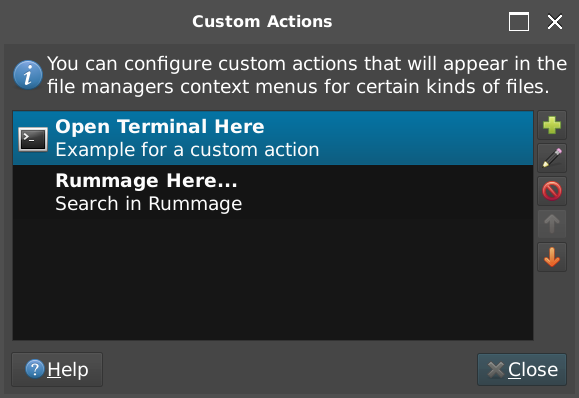 Custom Actions
You can configure custom actions that will appear in the
file managers context menus for certain kinds of files.
Open Terminal Here
Example for a custom action
Rummage Here...
Search in Rummage
Help
Close